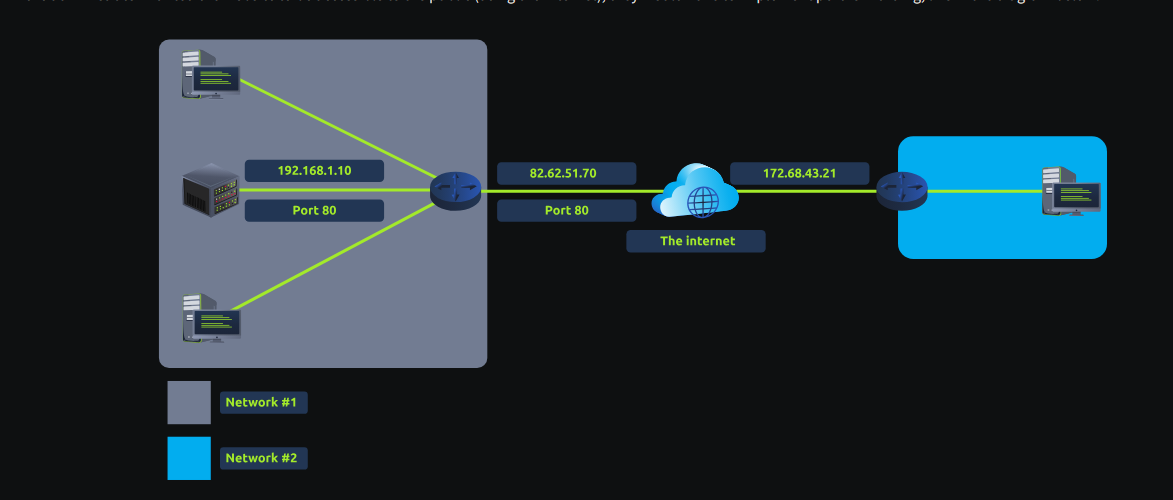 192.168.1.10
Port 80
82.62.51.70
Port 80
172.68.43.21
The internet
Network #1
Network #2